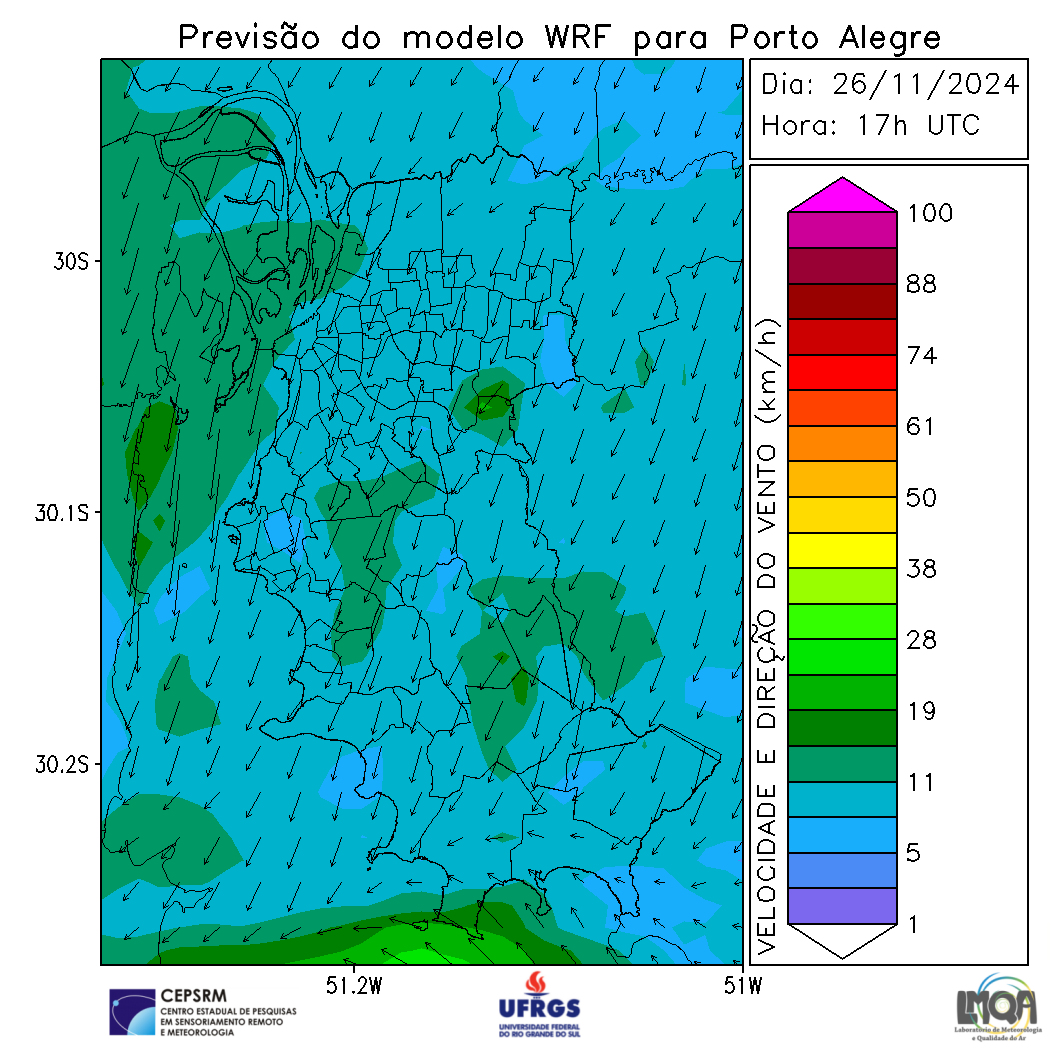 Previsão do modelo WRF para Porto Alegre
Dia: 26/11/2024
Hora: 17h UTC
30S
30.1S
30.2S
51.2W
51W
VELOCIDADE E DIREÇÃO DO VENTO (km/h)
100
88
74
61
50
38
28
19
11
5
1
CEPSRM
CENTRO ESTADUAL DE PESQUISAS
EM SENSORIAMENTO REMOTO
E METEOROLOGIA
UFRGS
UNIVERSIDADE FEDERAL
DO RIO GRANDE DO SUL
LMQA
Laboratório de Meteorologia
e Qualidade do Ar